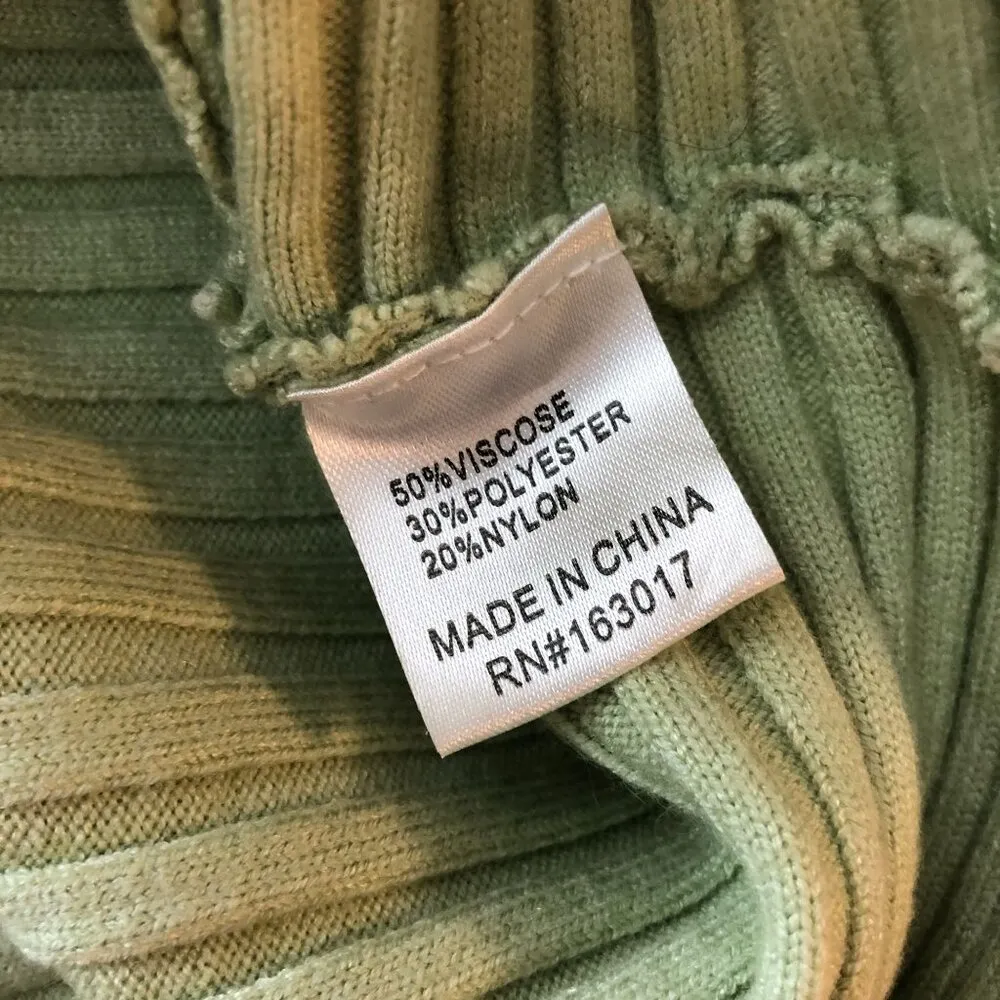 50%VISCOSE
30%POLYESTER
20%NYLON
MADE IN CHINA
RN#163017